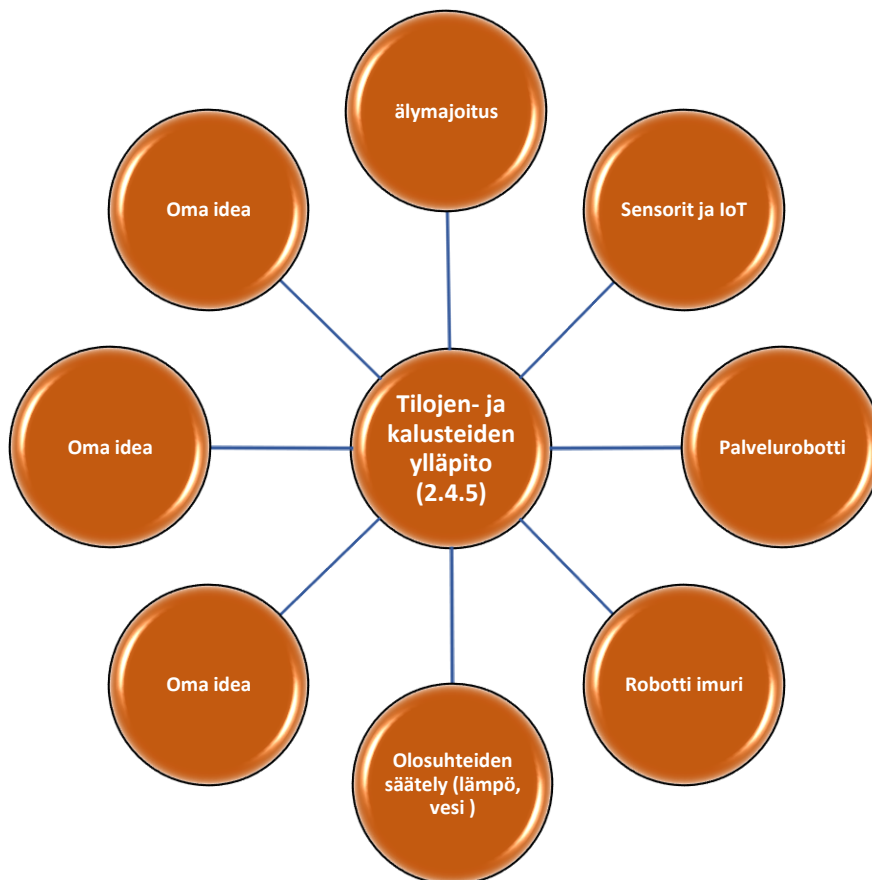 älymajoitus
Oma idea
Sensorit ja IoT
Oma idea
Tilojen- ja
kalusteiden
ylläpito
(2.4.5)
Palvelurobotti
Oma idea
Robotti imuri
Olosuhteiden
säätely (lämpö,
vesi )